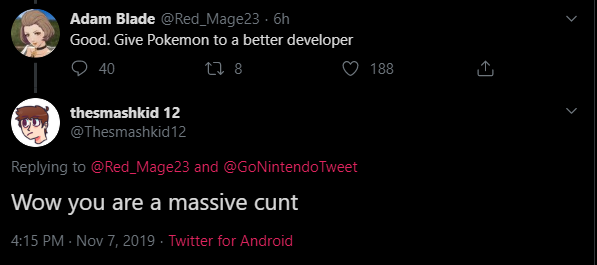 Adam Blade @Red_Mage23 · 6h
Good. Give Pokemon to a better developer
40 8 188
thesmashkid 12
@Thesmashkid12
Replying to @Red_Mage23 and @GoNintendoTweet
Wow you are a massive cunt
4:15 PM · Nov 7, 2019 · Twitter for Android